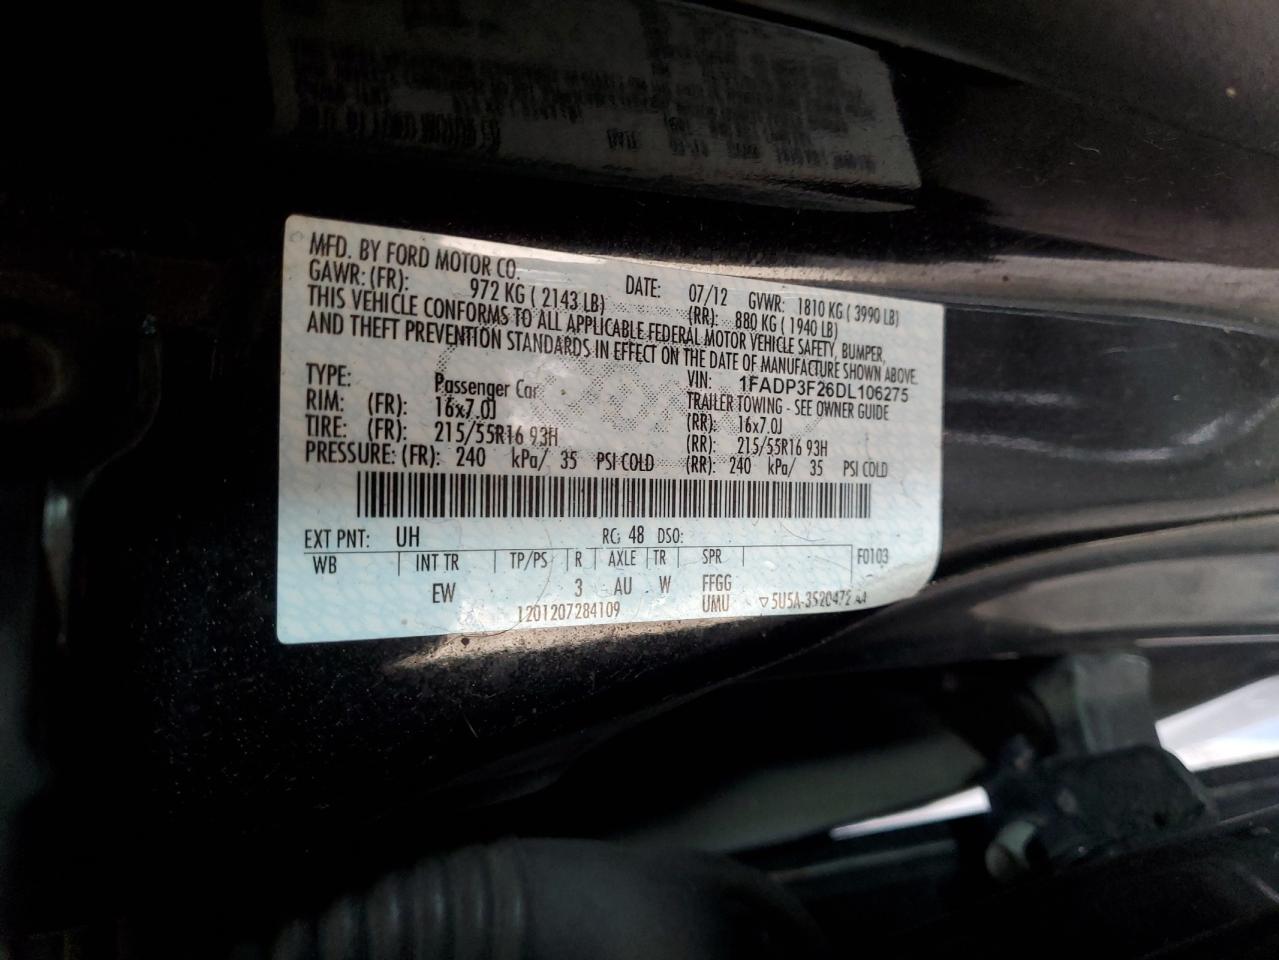 MFD. BY FORD MOTOR CO.
DATE: 07/12 GVWR: 1810 KG ( 3990 LB)
GAWR: (FR): 972 KG ( 2143 LB) (RR): 880 KG ( 1940 LB)
THIS VEHICLE CONFORMS TO ALL APPLICABLE FEDERAL MOTOR VEHICLE SAFETY, BUMPER,
AND THEFT PREVENTION STANDARDS IN EFFECT ON THE DATE OF MANUFACTURE SHOWN ABOVE.
VIN: 1FADP3F26DL106275
TYPE: Passenger Car TRAILER TOWING - SEE OWNER GUIDE
RIM: (FR): 16x7.0J (RR): 16x7.0J
TIRE: (FR): 215/55R16 93H (RR): 215/55R16 93H
PRESSURE: (FR): 240 kPa/ 35 PSI COLD (RR): 240 kPa/ 35 PSI COLD
EXT PNT: UH RC: 48 DSO:
WB INT TR TP/PS R AXLE TR SPR F0103
EW 3 AU W FFGG
1201207284109 UMU ▽5U5A-3520472